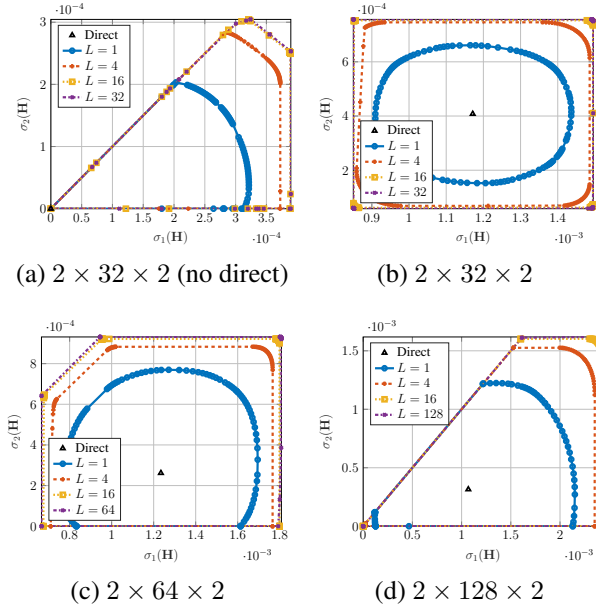 ·10⁻⁴
4
3
2
1
0
σ₂(H)
Direct
L = 1
L = 4
L = 16
L = 32
0 0.5 1 1.5 2 2.5 3 3.5
σ₁(H)
·10⁻⁴
(a) 2 × 32 × 2 (no direct)
·10⁻⁴
6
4
2
σ₂(H)
Direct
L = 1
L = 4
L = 16
L = 32
0.9 1 1.1 1.2 1.3 1.4
σ₁(H)
·10⁻³
(b) 2 × 32 × 2
·10⁻⁴
8
6
4
2
0
σ₂(H)
Direct
L = 1
L = 4
L = 16
L = 64
0.8 1 1.2 1.4 1.6 1.8
σ₁(H)
·10⁻³
(c) 2 × 64 × 2
·10⁻³
1.5
1
0.5
0
σ₂(H)
Direct
L = 1
L = 4
L = 16
L = 128
0 0.5 1 1.5 2
σ₁(H)
·10⁻³
(d) 2 × 128 × 2